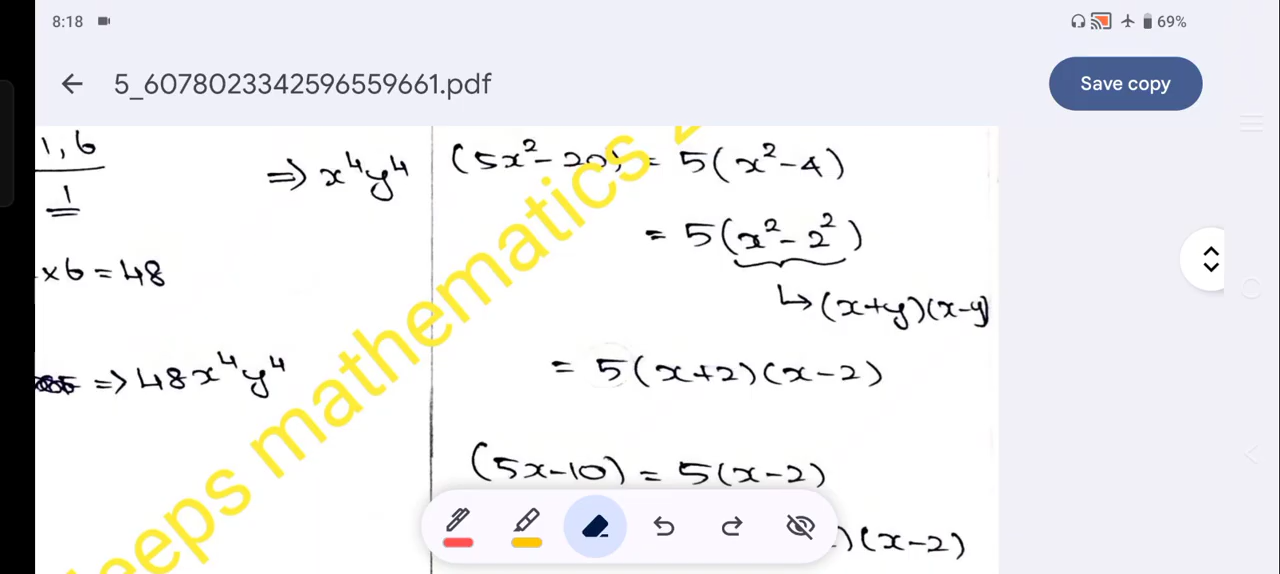 8:18
69%
5_6078023342596559661.pdf
Save copy
1, 6
1
⇒ x⁴y⁴
x 6 = 48
⇒ 48x⁴y⁴
(5x² - 20) = 5(x² - 4)
= 5(x² - 2²)
↳ (x+y)(x-y)
= 5(x+2)(x-2)
(5x-10) = 5(x-2)
)(x-2)
eeps mathematics